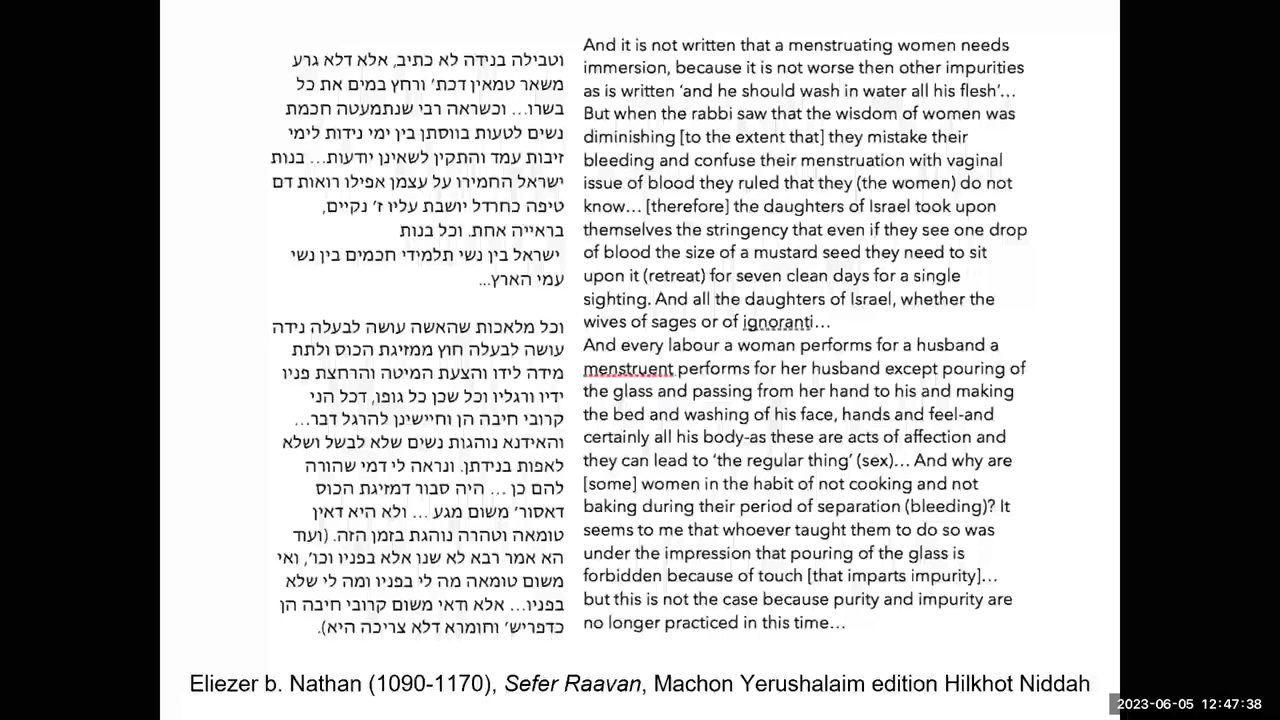 וטבילה בנידה לא כתיב, אלא דלא גרע
משאר טמאין דכת׳ ורחץ במים את כל
בשרו... וכשראה רבי שנתמעטה חכמת
נשים לטעות בווסתן בין ימי נידות לימי
זיבות עמד והתקין לשאינן יודעות... בנות
ישראל החמירו על עצמן אפילו רואות דם
טיפה כחרדל יושבת עליו ז׳ נקיים,
בראייה אחת. וכל בנות
ישראל בין נשי תלמידי חכמים בין נשי
עמי הארץ...
וכל מלאכות שהאשה עושה לבעלה נידה
עושה לבעלה חוץ ממזיגת הכוס ולתת
מידה לידו והצעת המיטה והרחצת פניו
ידיו ורגליו וכל שכן כל גופו, דכל הני
קרובי חיבה הן וחיישינן להרגל דבר...
והאידנא נוהגות נשים שלא לבשל ושלא
לאפות בנידתן. ונראה לי דמי שהורה
להם כן ... היה סבור דמזיגת הכוס
דאסור׳ משום מגע ... ולא היא דאין
טומאה וטהרה נוהגת בזמן הזה. (ועוד
הא אמר רבא לא שנו אלא בפניו וכו׳, ואי
משום טומאה מה לי בפניו ומה לי שלא
בפניו... אלא ודאי משום קרובי חיבה הן
כדפריש׳ וחומרא דלא צריכה היא).
And it is not written that a menstruating women needs
immersion, because it is not worse then other impurities
as is written ‘and he should wash in water all his flesh’...
But when the rabbi saw that the wisdom of women was
diminishing [to the extent that] they mistake their
bleeding and confuse their menstruation with vaginal
issue of blood they ruled that they (the women) do not
know... [therefore] the daughters of Israel took upon
themselves the stringency that even if they see one drop
of blood the size of a mustard seed they need to sit
upon it (retreat) for seven clean days for a single
sighting. And all the daughters of Israel, whether the
wives of sages or of ignoranti...
And every labour a woman performs for a husband a
menstruent performs for her husband except pouring of
the glass and passing from her hand to his and making
the bed and washing of his face, hands and feel-and
certainly all his body-as these are acts of affection and
they can lead to ‘the regular thing’ (sex)... And why are
[some] women in the habit of not cooking and not
baking during their period of separation (bleeding)? It
seems to me that whoever taught them to do so was
under the impression that pouring of the glass is
forbidden because of touch [that imparts impurity]...
but this is not the case because purity and impurity are
no longer practiced in this time...
Eliezer b. Nathan (1090-1170), Sefer Raavan, Machon Yerushalaim edition Hilkhot Niddah
2023-06-05 12:47:38